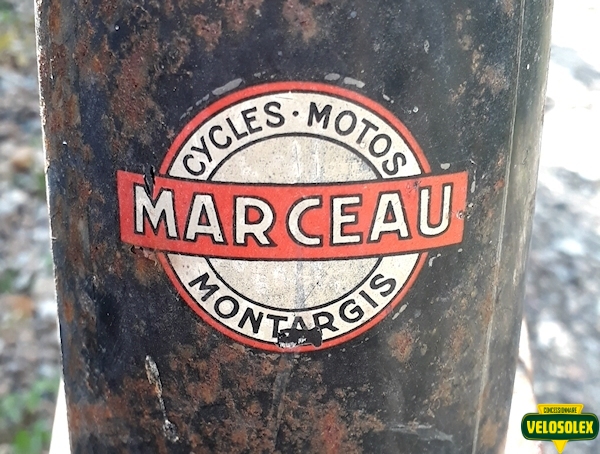 CYCLES · MOTOS
MARCEAU
MONTARGIS
CONCESSIONNAIRE
VELOSOLEX